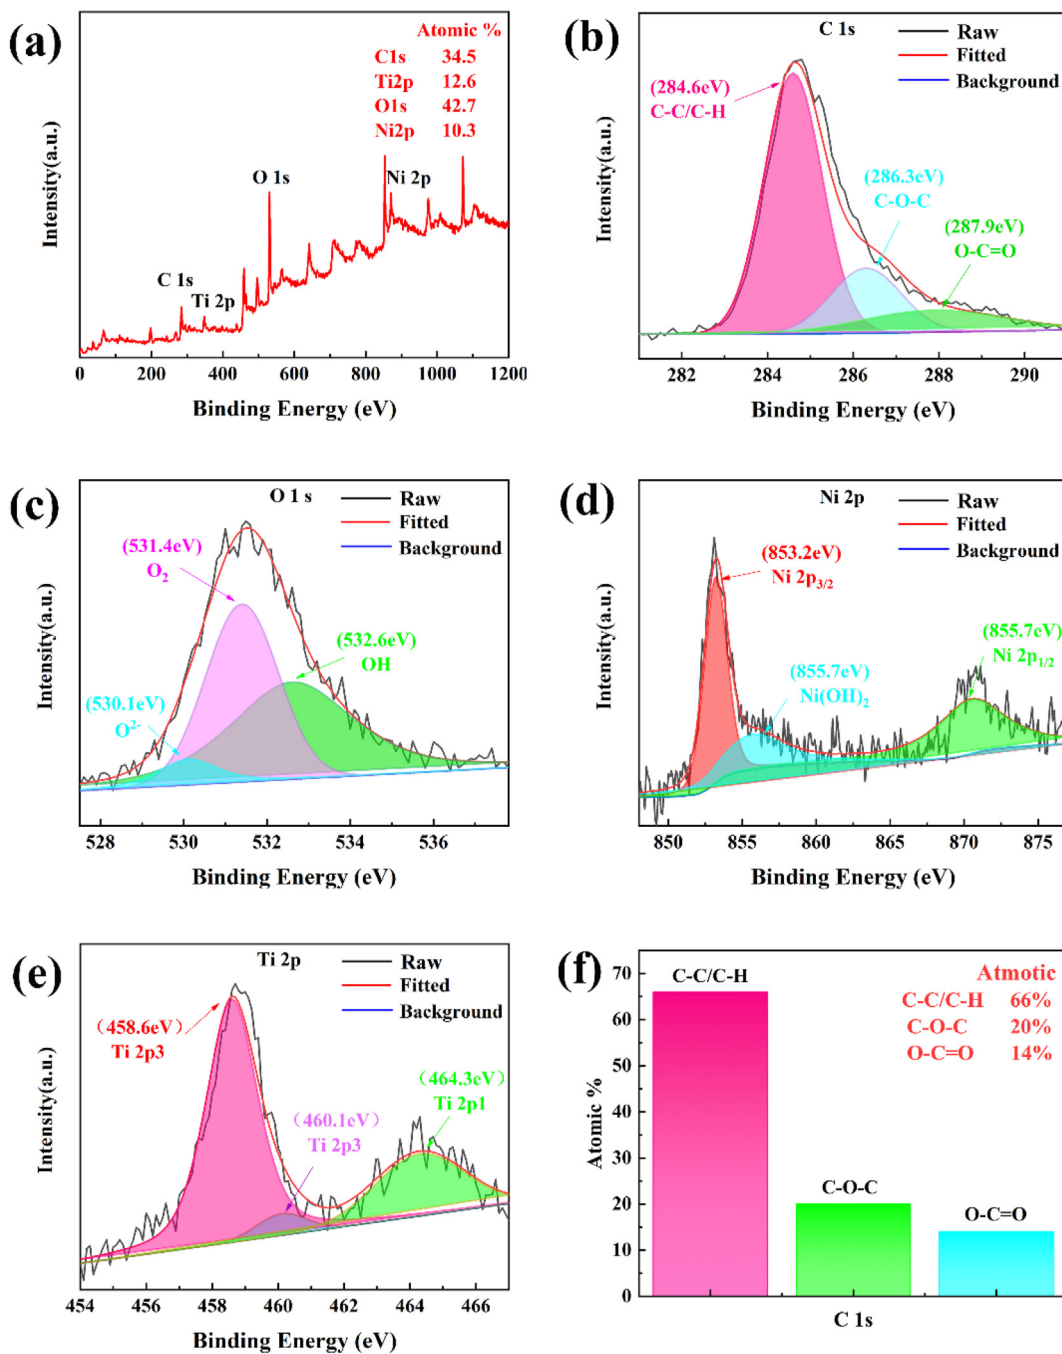 (a)
Atomic %
C1s 34.5
Ti2p 12.6
O1s 42.7
Ni2p 10.3
O 1s
Ni 2p
C 1s
Ti 2p
Intensity(a.u.)
0 200 400 600 800 1000 1200
Binding Energy (eV)
(b)
C 1s
Raw
Fitted
Background
(284.6eV)
C-C/C-H
(286.3eV)
C-O-C
(287.9eV)
O-C=O
Intensity(a.u.)
282 284 286 288 290
Binding Energy (eV)
(c)
O 1 s
Raw
Fitted
Background
(531.4eV)
O₂
(532.6eV)
OH
(530.1eV)
O²⁻
Intensity(a.u.)
528 530 532 534 536
Binding Energy (eV)
(d)
Ni 2p
Raw
Fitted
Background
(853.2eV)
Ni 2p₃/₂
(855.7eV)
Ni(OH)₂
(855.7eV)
Ni 2p₁/₂
Intensity(a.u.)
850 855 860 865 870 875
Binding Energy (eV)
(e)
Ti 2p
Raw
Fitted
Background
(458.6eV)
Ti 2p3
(464.3eV)
Ti 2p1
(460.1eV)
Ti 2p3
Intensity(a.u.)
454 456 458 460 462 464 466
Binding Energy (eV)
(f)
C-C/C-H
Atmotic
C-C/C-H 66%
C-O-C 20%
O-C=O 14%
C-O-C
O-C=O
Atomic %
70
60
50
40
30
20
10
0
C 1s